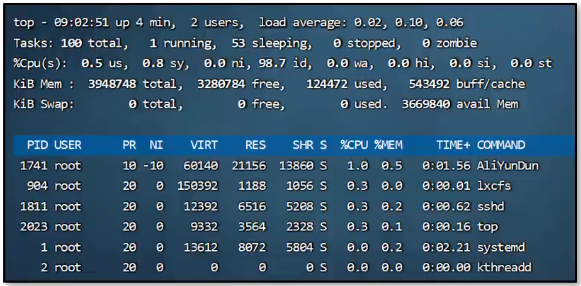 top - 09:02:51 up 4 min,  2 users,  load average: 0.02, 0.10, 0.06
Tasks: 100 total,   1 running,  53 sleeping,   0 stopped,   0 zombie
%Cpu(s):  0.5 us,  0.8 sy,  0.0 ni, 98.7 id,  0.0 wa,  0.0 hi,  0.0 si,  0.0 st
KiB Mem :  3948748 total,  3280784 free,   124472 used,   543492 buff/cache
KiB Swap:        0 total,        0 free,        0 used.  3669840 avail Mem
PID USER      PR  NI    VIRT    RES    SHR S  %CPU %MEM     TIME+ COMMAND
1741 root      10 -10   60140  21156  13860 S   1.0  0.5   0:01.56 AliYunDun
904 root      20   0  150392   1188   1056 S   0.3  0.0   0:00.01 lxcfs
1811 root      20   0   12392   6516   5208 S   0.3  0.2   0:00.62 sshd
2023 root      20   0    9332   3564   2328 S   0.3  0.1   0:00.16 top
1 root      20   0   13612   8072   5804 S   0.0  0.2   0:02.21 systemd
2 root      20   0       0      0      0 S   0.0  0.0   0:00.00 kthreadd